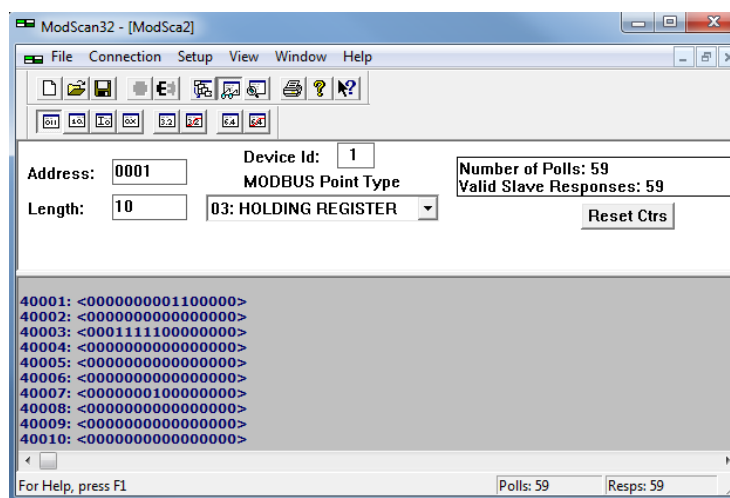 ModScan32 - [ModSca2]
File Connection Setup View Window Help
Address: 0001
Device Id: 1
MODBUS Point Type
Length: 10
03: HOLDING REGISTER
Number of Polls: 59
Valid Slave Responses: 59
Reset Ctrs
40001: <0000000001100000>
40002: <0000000000000000>
40003: <0001111100000000>
40004: <0000000000000000>
40005: <0000000000000000>
40006: <0000000000000000>
40007: <0000000100000000>
40008: <0000000000000000>
40009: <0000000000000000>
40010: <0000000000000000>
For Help, press F1
Polls: 59
Resps: 59